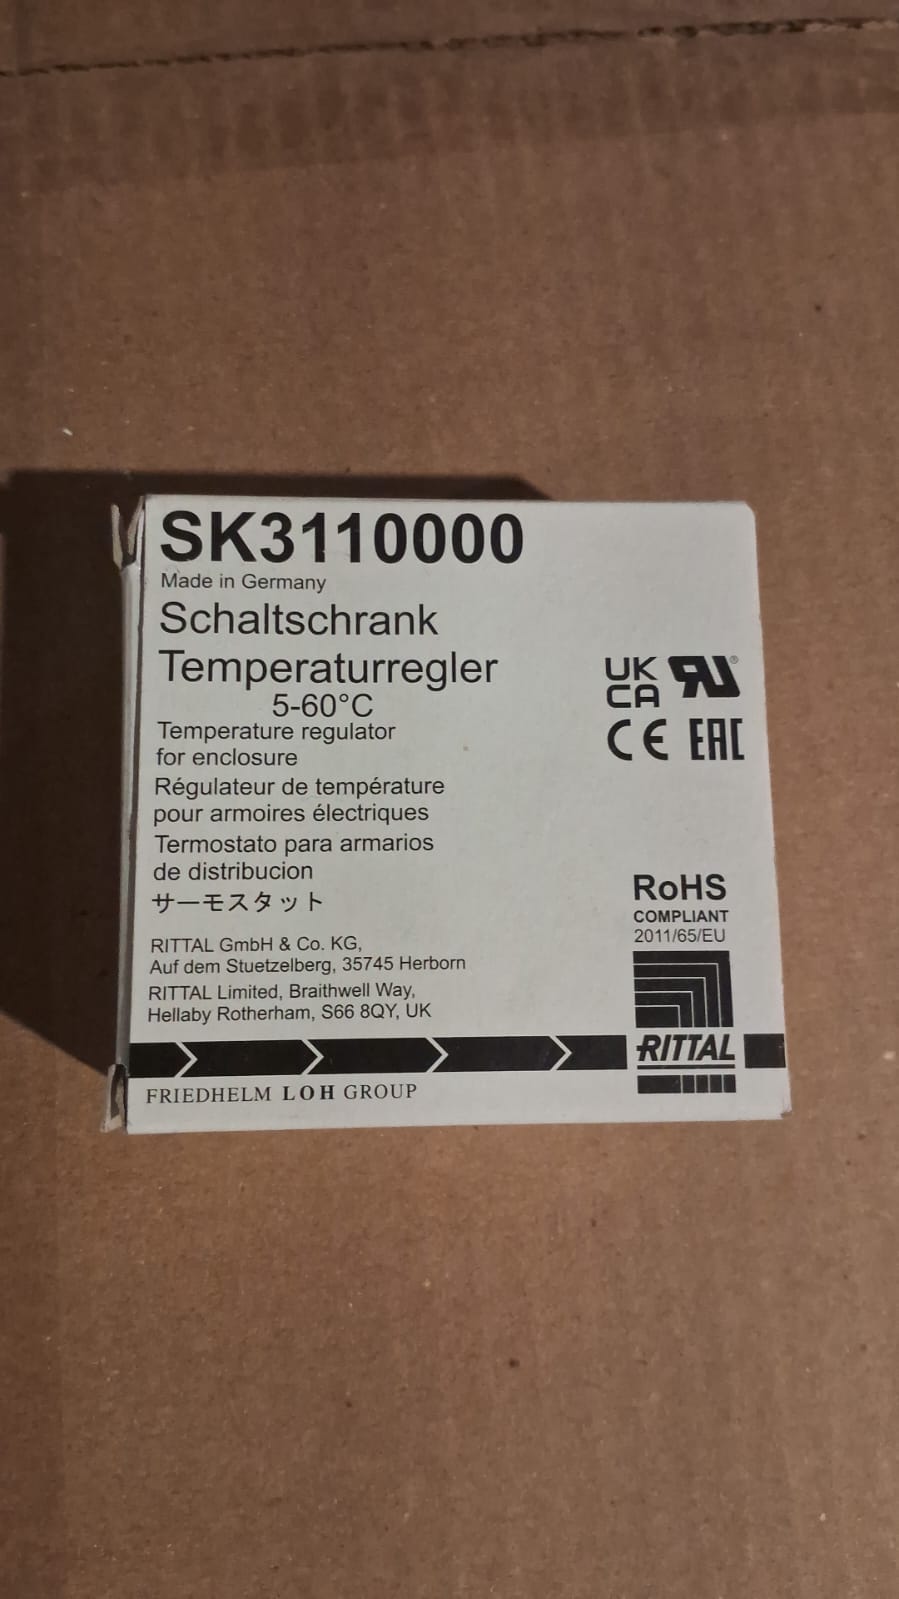 SK3110000
Made in Germany
Schaltschrank
Temperaturregler
5-60°C
Temperature regulator
for enclosure
Régulateur de température
pour armoires électriques
Termostato para armarios
de distribucion
サーモスタット
RITTAL GmbH & Co. KG,
Auf dem Stuetzelberg, 35745 Herborn
RITTAL Limited, Braithwell Way,
Hellaby Rotherham, S66 8QY, UK
UK
CA
RU®
CE EAC
RoHS
COMPLIANT
2011/65/EU
RITTAL
FRIEDHELM LOH GROUP